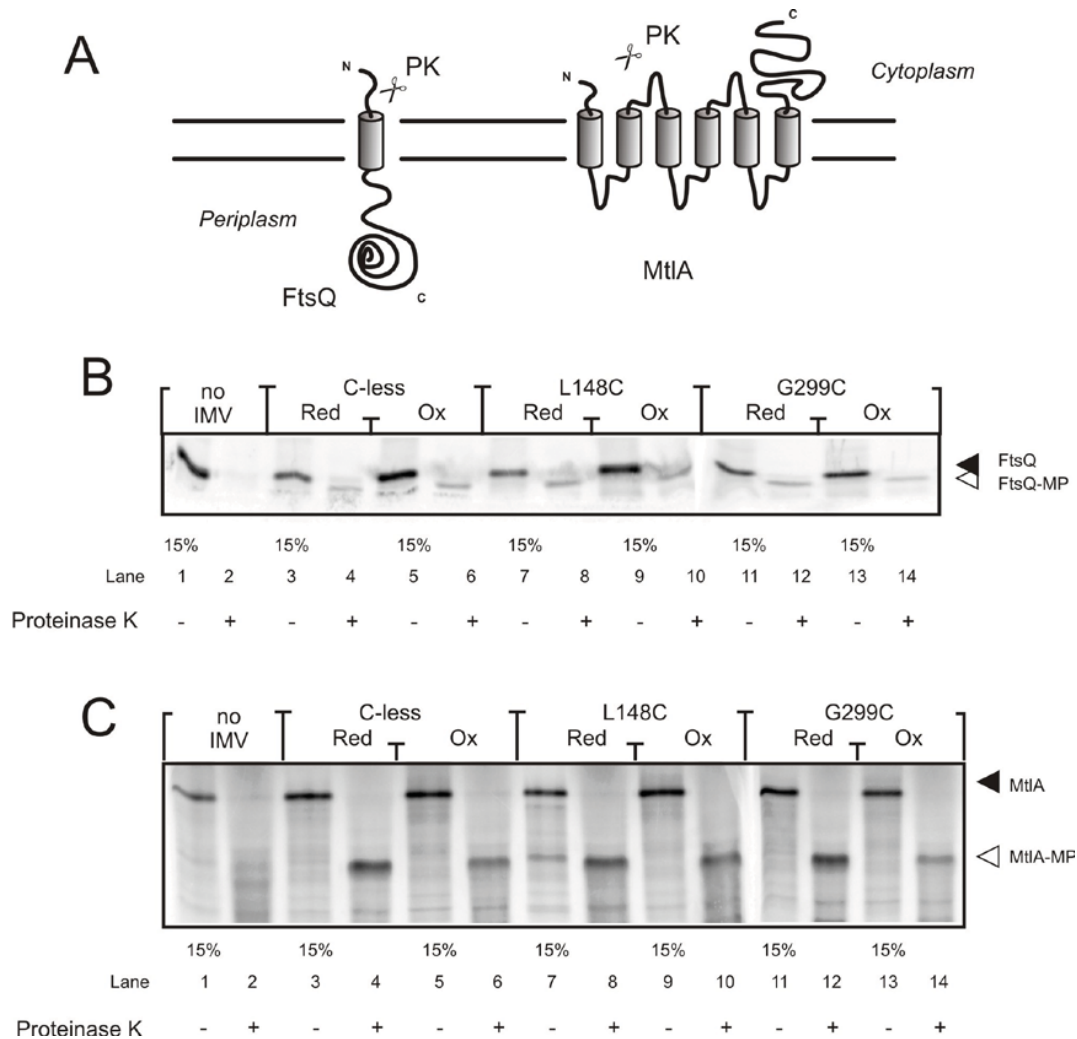 A
N PK N PK C Cytoplasm
Periplasm
FtsQ C MtlA
B
no IMV C-less L148C G299C
Red Ox Red Ox Red Ox
FtsQ
FtsQ-MP
15% 15% 15% 15% 15% 15% 15%
Lane 1 2 3 4 5 6 7 8 9 10 11 12 13 14
Proteinase K - + - + - + - + - + - + - +
C
no IMV C-less L148C G299C
Red Ox Red Ox Red Ox
MtlA
MtlA-MP
15% 15% 15% 15% 15% 15% 15%
Lane 1 2 3 4 5 6 7 8 9 10 11 12 13 14
Proteinase K - + - + - + - + - + - + - +